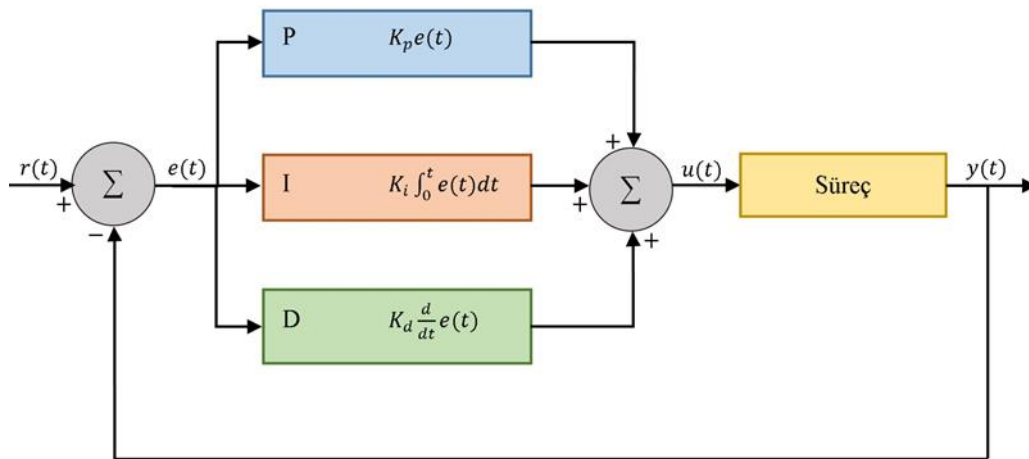 P K_p e(t)
r(t) Σ e(t) I K_i ∫_0^t e(t)dt Σ u(t) Süreç y(t)
+ − + + +
D K_d d/dt e(t)